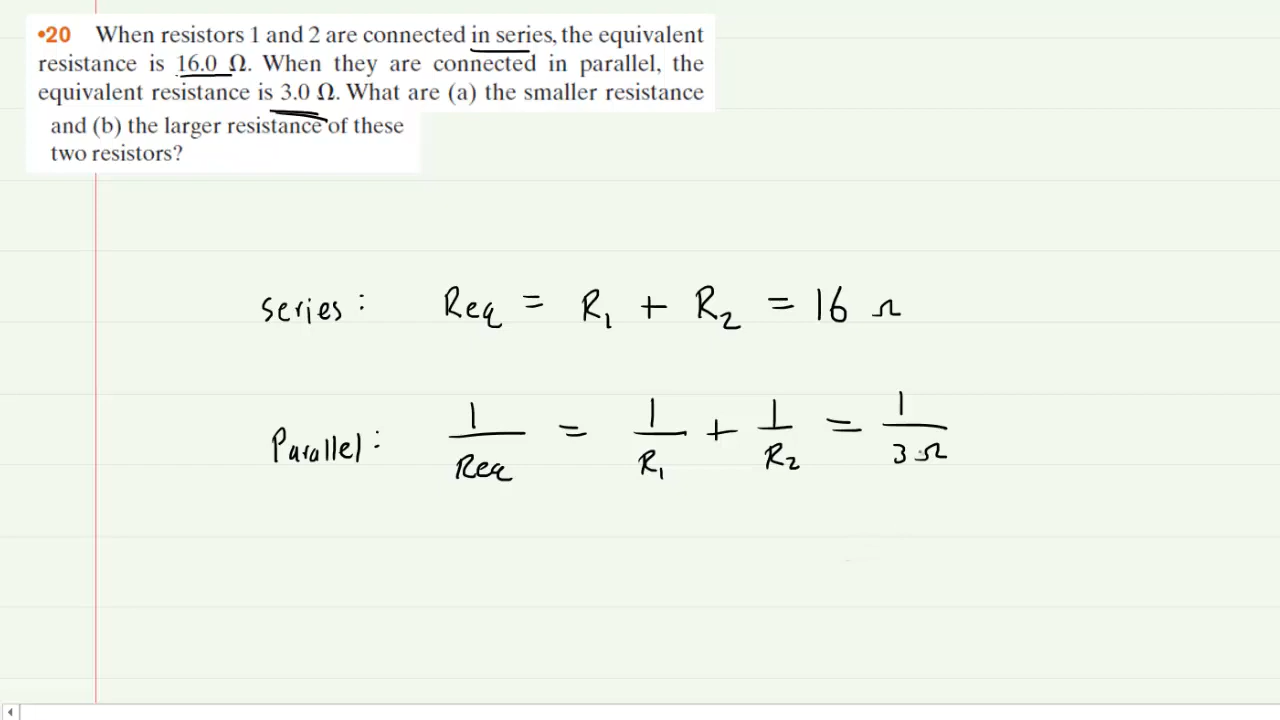 •20 When resistors 1 and 2 are connected in series, the equivalent
resistance is 16.0 Ω. When they are connected in parallel, the
equivalent resistance is 3.0 Ω. What are (a) the smaller resistance
and (b) the larger resistance of these
two resistors?
series: Req = R₁ + R₂ = 16 Ω
Parallel: 1/Req = 1/R₁ + 1/R₂ = 1/3Ω